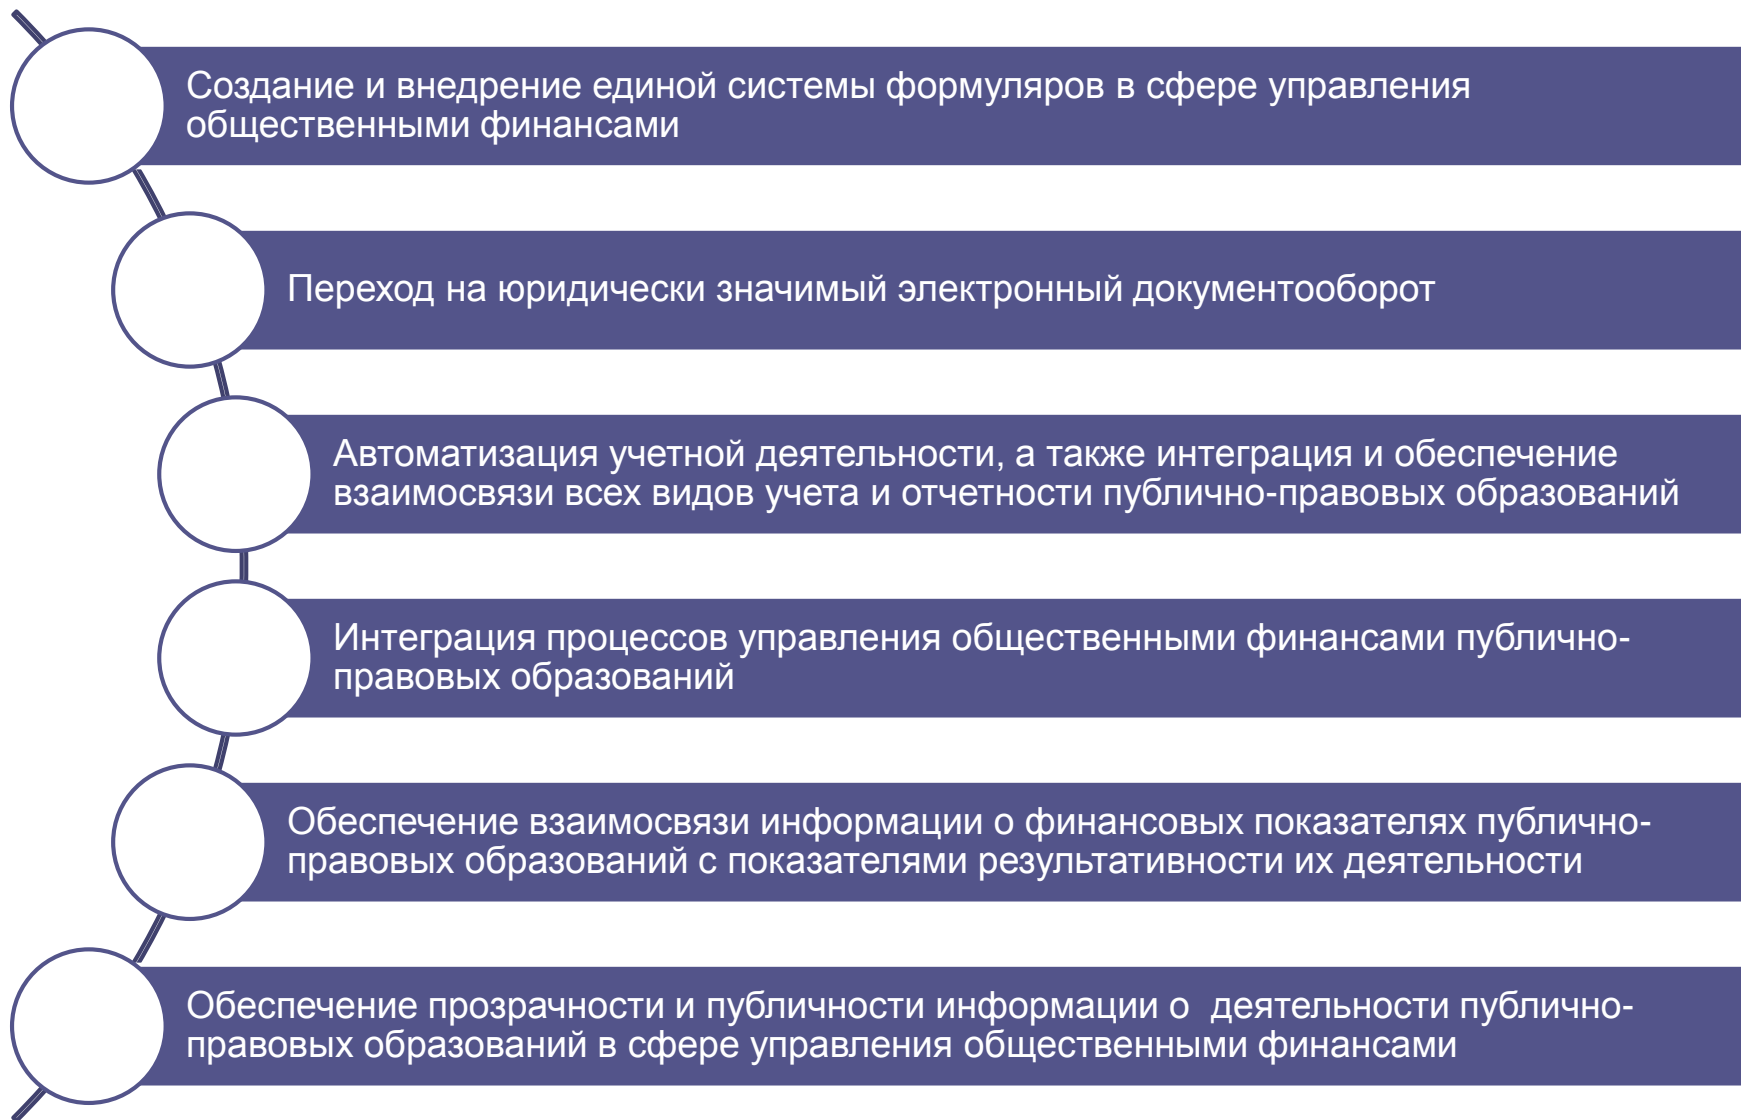 Создание и внедрение единой системы формуляров в сфере управления
общественными финансами
Переход на юридически значимый электронный документооборот
Автоматизация учетной деятельности, а также интеграция и обеспечение
взаимосвязи всех видов учета и отчетности публично-правовых образований
Интеграция процессов управления общественными финансами публично-
правовых образований
Обеспечение взаимосвязи информации о финансовых показателях публично-
правовых образований с показателями результативности их деятельности
Обеспечение прозрачности и публичности информации о  деятельности публично-
правовых образований в сфере управления общественными финансами